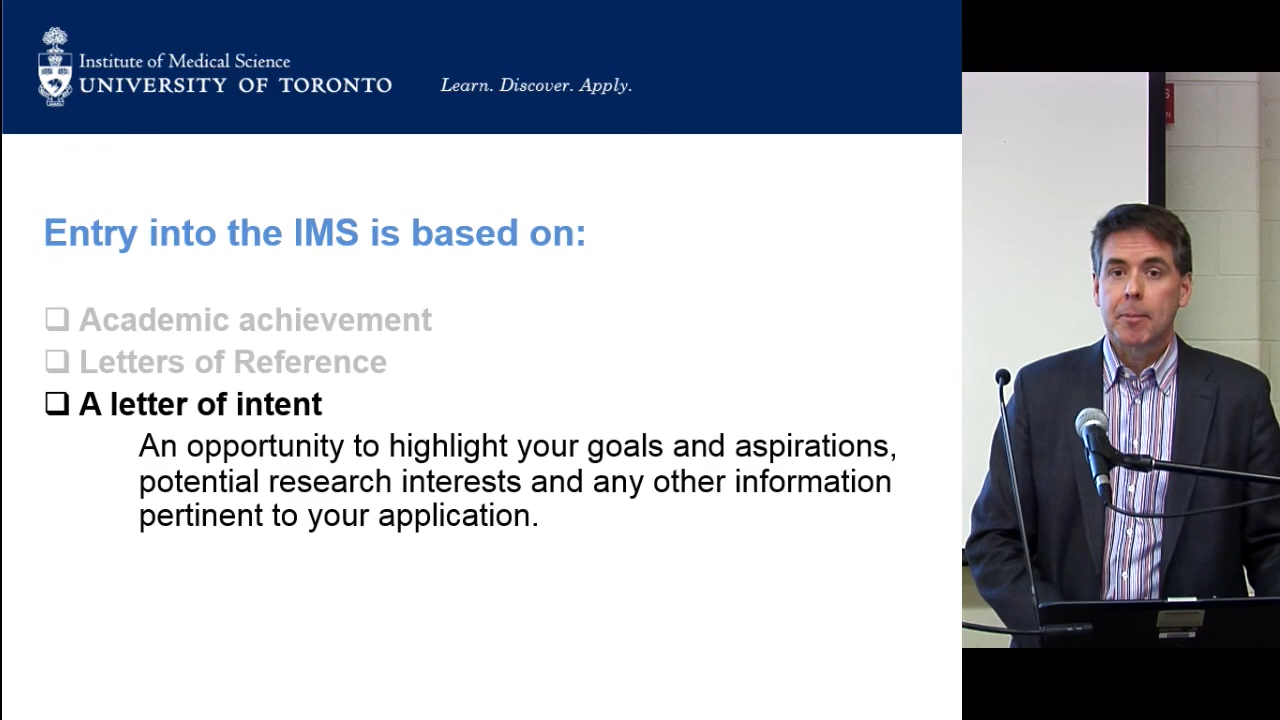 Institute of Medical Science
UNIVERSITY OF TORONTO
Learn. Discover. Apply.
Entry into the IMS is based on:
❑ Academic achievement
❑ Letters of Reference
❑ A letter of intent
An opportunity to highlight your goals and aspirations,
potential research interests and any other information
pertinent to your application.